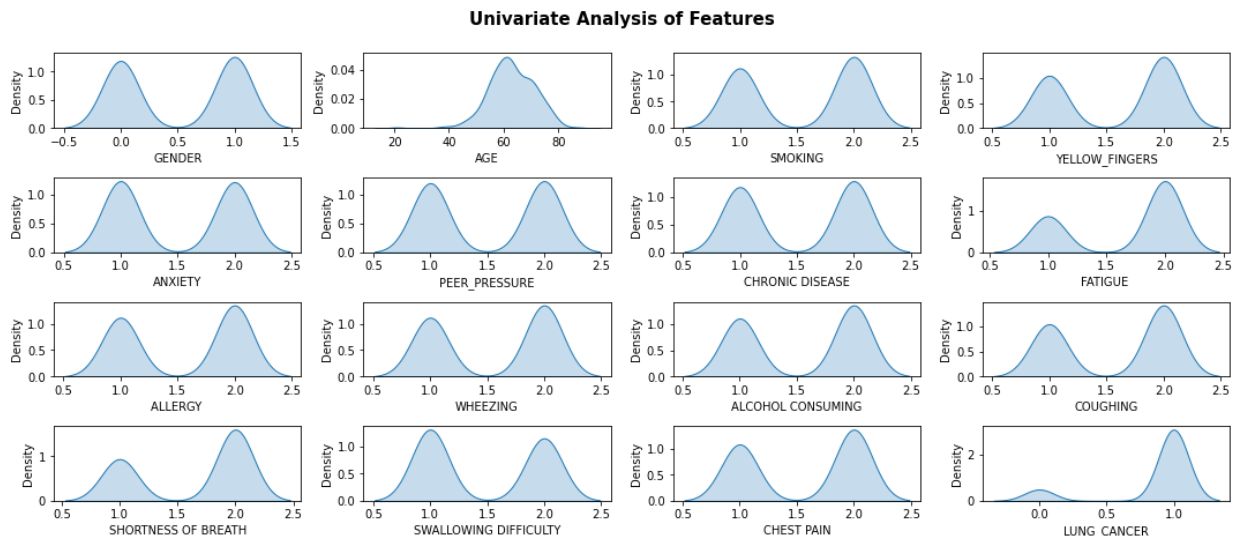 Univariate Analysis of Features
Density 1.0 0.5 0.0 −0.5 0.0 0.5 1.0 1.5
GENDER
Density 0.04 0.02 0.00 20 40 60 80
AGE
Density 1.0 0.5 0.0 0.5 1.0 1.5 2.0 2.5
SMOKING
Density 1.0 0.5 0.0 0.5 1.0 1.5 2.0 2.5
YELLOW_FINGERS
Density 1.0 0.5 0.0 0.5 1.0 1.5 2.0 2.5
ANXIETY
Density 1.0 0.5 0.0 0.5 1.0 1.5 2.0 2.5
PEER_PRESSURE
Density 1.0 0.5 0.0 0.5 1.0 1.5 2.0 2.5
CHRONIC DISEASE
Density 1 0 0.5 1.0 1.5 2.0 2.5
FATIGUE
Density 1.0 0.5 0.0 0.5 1.0 1.5 2.0 2.5
ALLERGY
Density 1.0 0.5 0.0 0.5 1.0 1.5 2.0 2.5
WHEEZING
Density 1.0 0.5 0.0 0.5 1.0 1.5 2.0 2.5
ALCOHOL CONSUMING
Density 1.0 0.5 0.0 0.5 1.0 1.5 2.0 2.5
COUGHING
Density 1 0 0.5 1.0 1.5 2.0 2.5
SHORTNESS OF BREATH
Density 1.0 0.5 0.0 0.5 1.0 1.5 2.0 2.5
SWALLOWING DIFFICULTY
Density 1.0 0.5 0.0 0.5 1.0 1.5 2.0 2.5
CHEST PAIN
Density 2 0 0.0 0.5 1.0
LUNG_CANCER